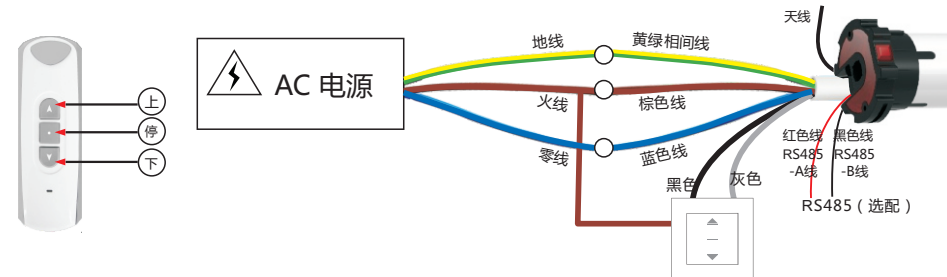 上
停
下
AC 电源
地线
黄绿相间线
火线
棕色线
零线
蓝色线
黑色
灰色
天线
红色线
RS485
-A线
黑色线
RS485
-B线
RS485（选配）